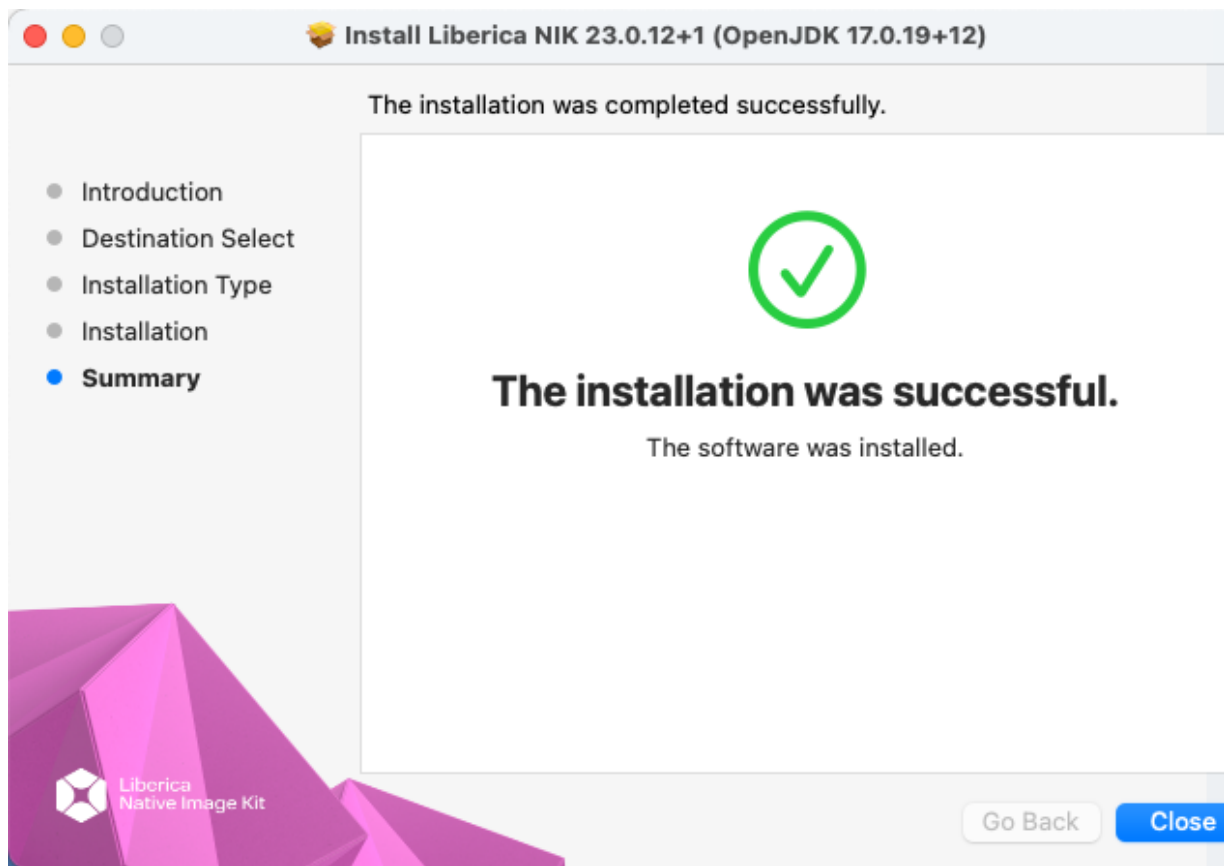 Install Liberica NIK 23.0.12+1 (OpenJDK 17.0.19+12)
The installation was completed successfully.
Introduction
Destination Select
Installation Type
Installation
Summary
The installation was successful.
The software was installed.
Liberica
Native Image Kit
Go Back
Close